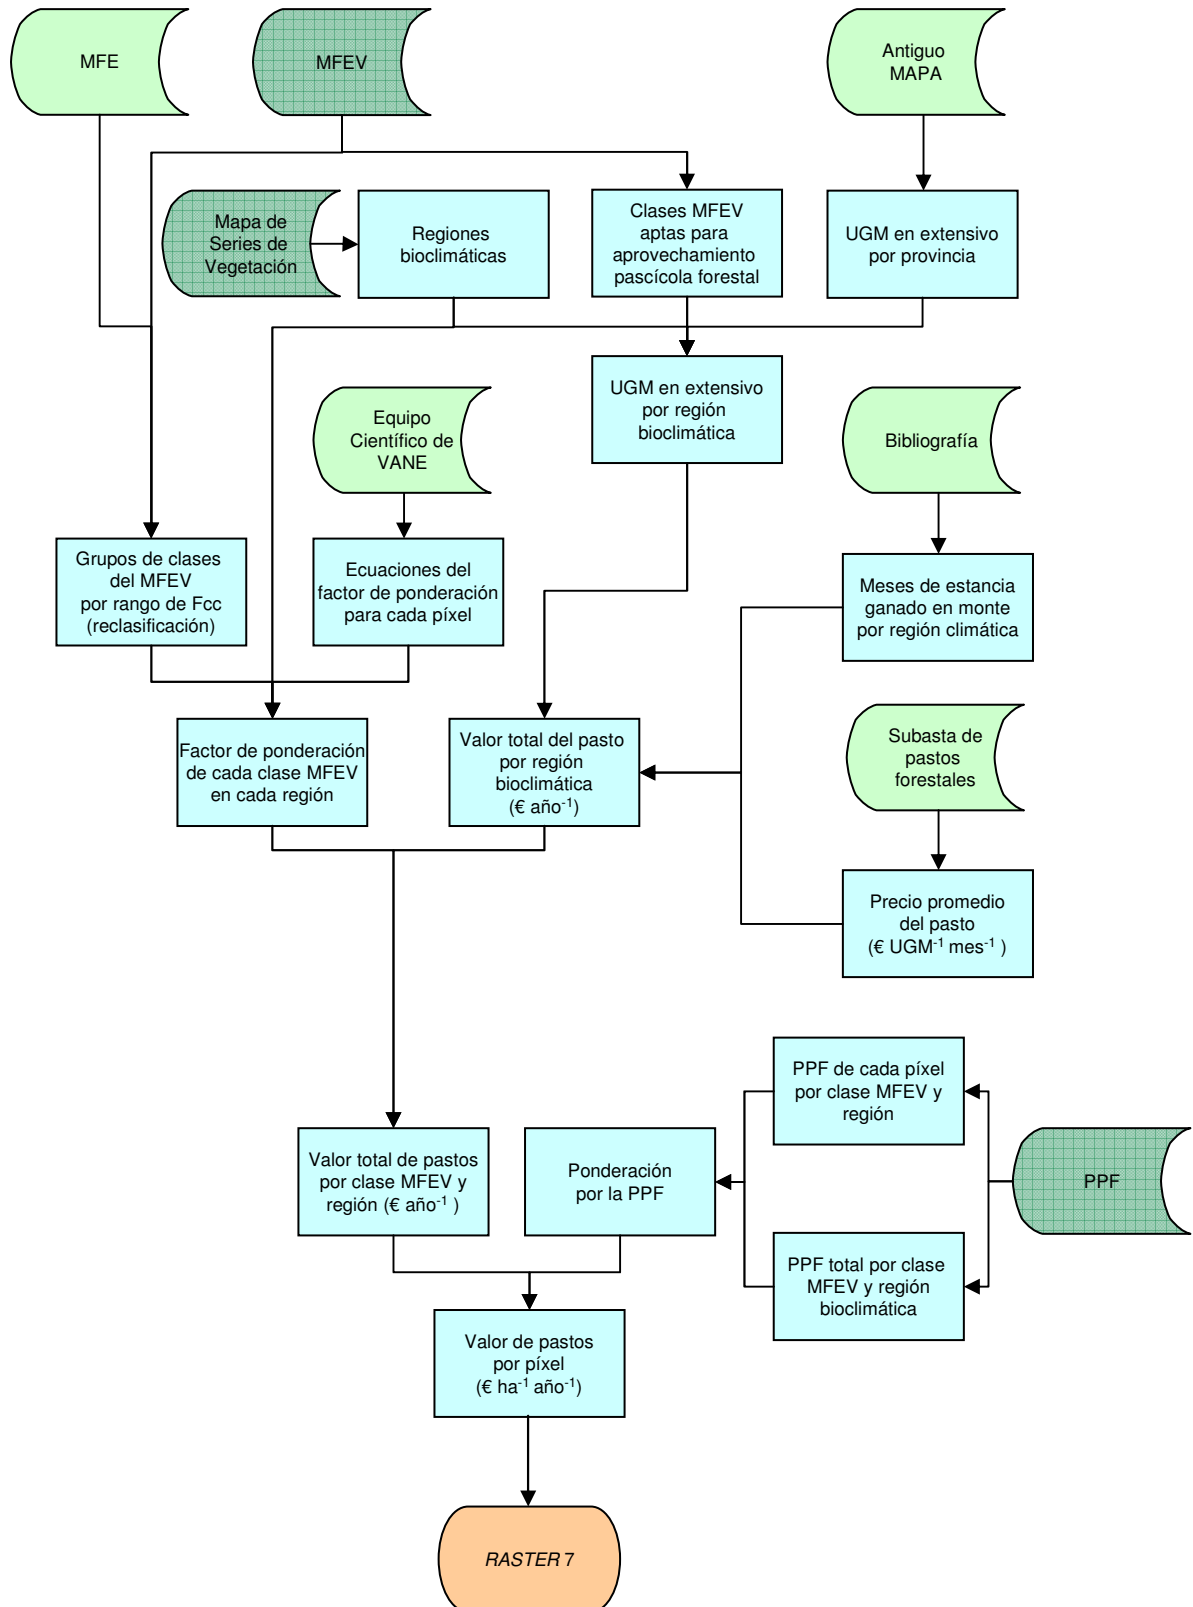 MFE
MFEV
Antiguo
MAPA
Mapa de
Series de
Vegetación
Regiones
bioclimáticas
Clases MFEV
aptas para
aprovechamiento
pascícola forestal
UGM en extensivo
por provincia
UGM en extensivo
por región
bioclimática
Equipo
Científico de
VANE
Bibliografía
Grupos de clases
del MFEV
por rango de Fcc
(reclasificación)
Ecuaciones del
factor de ponderación
para cada píxel
Meses de estancia
ganado en monte
por región climática
Factor de ponderación
de cada clase MFEV
en cada región
Valor total del pasto
por región
bioclimática
(€ año⁻¹)
Subasta de
pastos
forestales
Precio promedio
del pasto
(€ UGM⁻¹ mes⁻¹ )
PPF de cada píxel
por clase MFEV y
región
Valor total de pastos
por clase MFEV y
región (€ año⁻¹ )
Ponderación
por la PPF
PPF
PPF total por clase
MFEV y región
bioclimática
Valor de pastos
por píxel
(€ ha⁻¹ año⁻¹)
RASTER 7